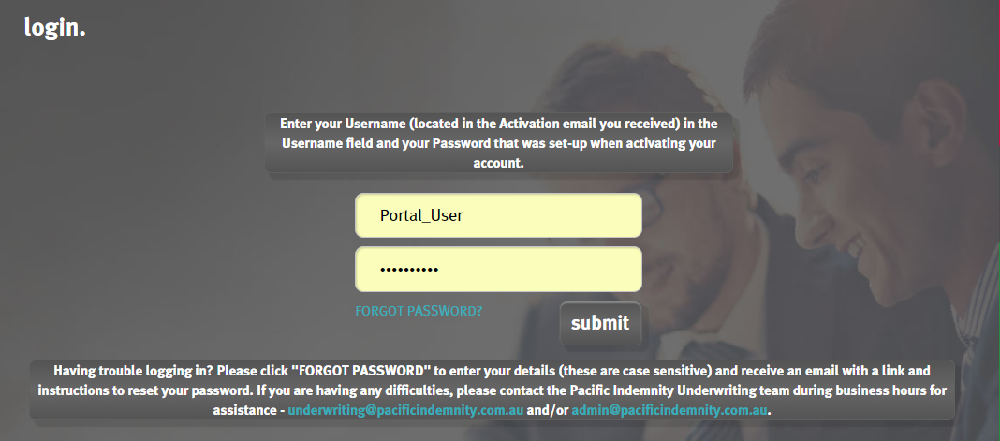 login.
Enter your Username (located in the Activation email you received) in the
Username field and your Password that was set-up when activating your
account.
Portal_User
••••••••••
FORGOT PASSWORD?
submit
Having trouble logging in? Please click "FORGOT PASSWORD" to enter your details (these are case sensitive) and receive an email with a link and
instructions to reset your password. If you are having any difficulties, please contact the Pacific Indemnity Underwriting team during business hours for
assistance - underwriting@pacificindemnity.com.au and/or admin@pacificindemnity.com.au.